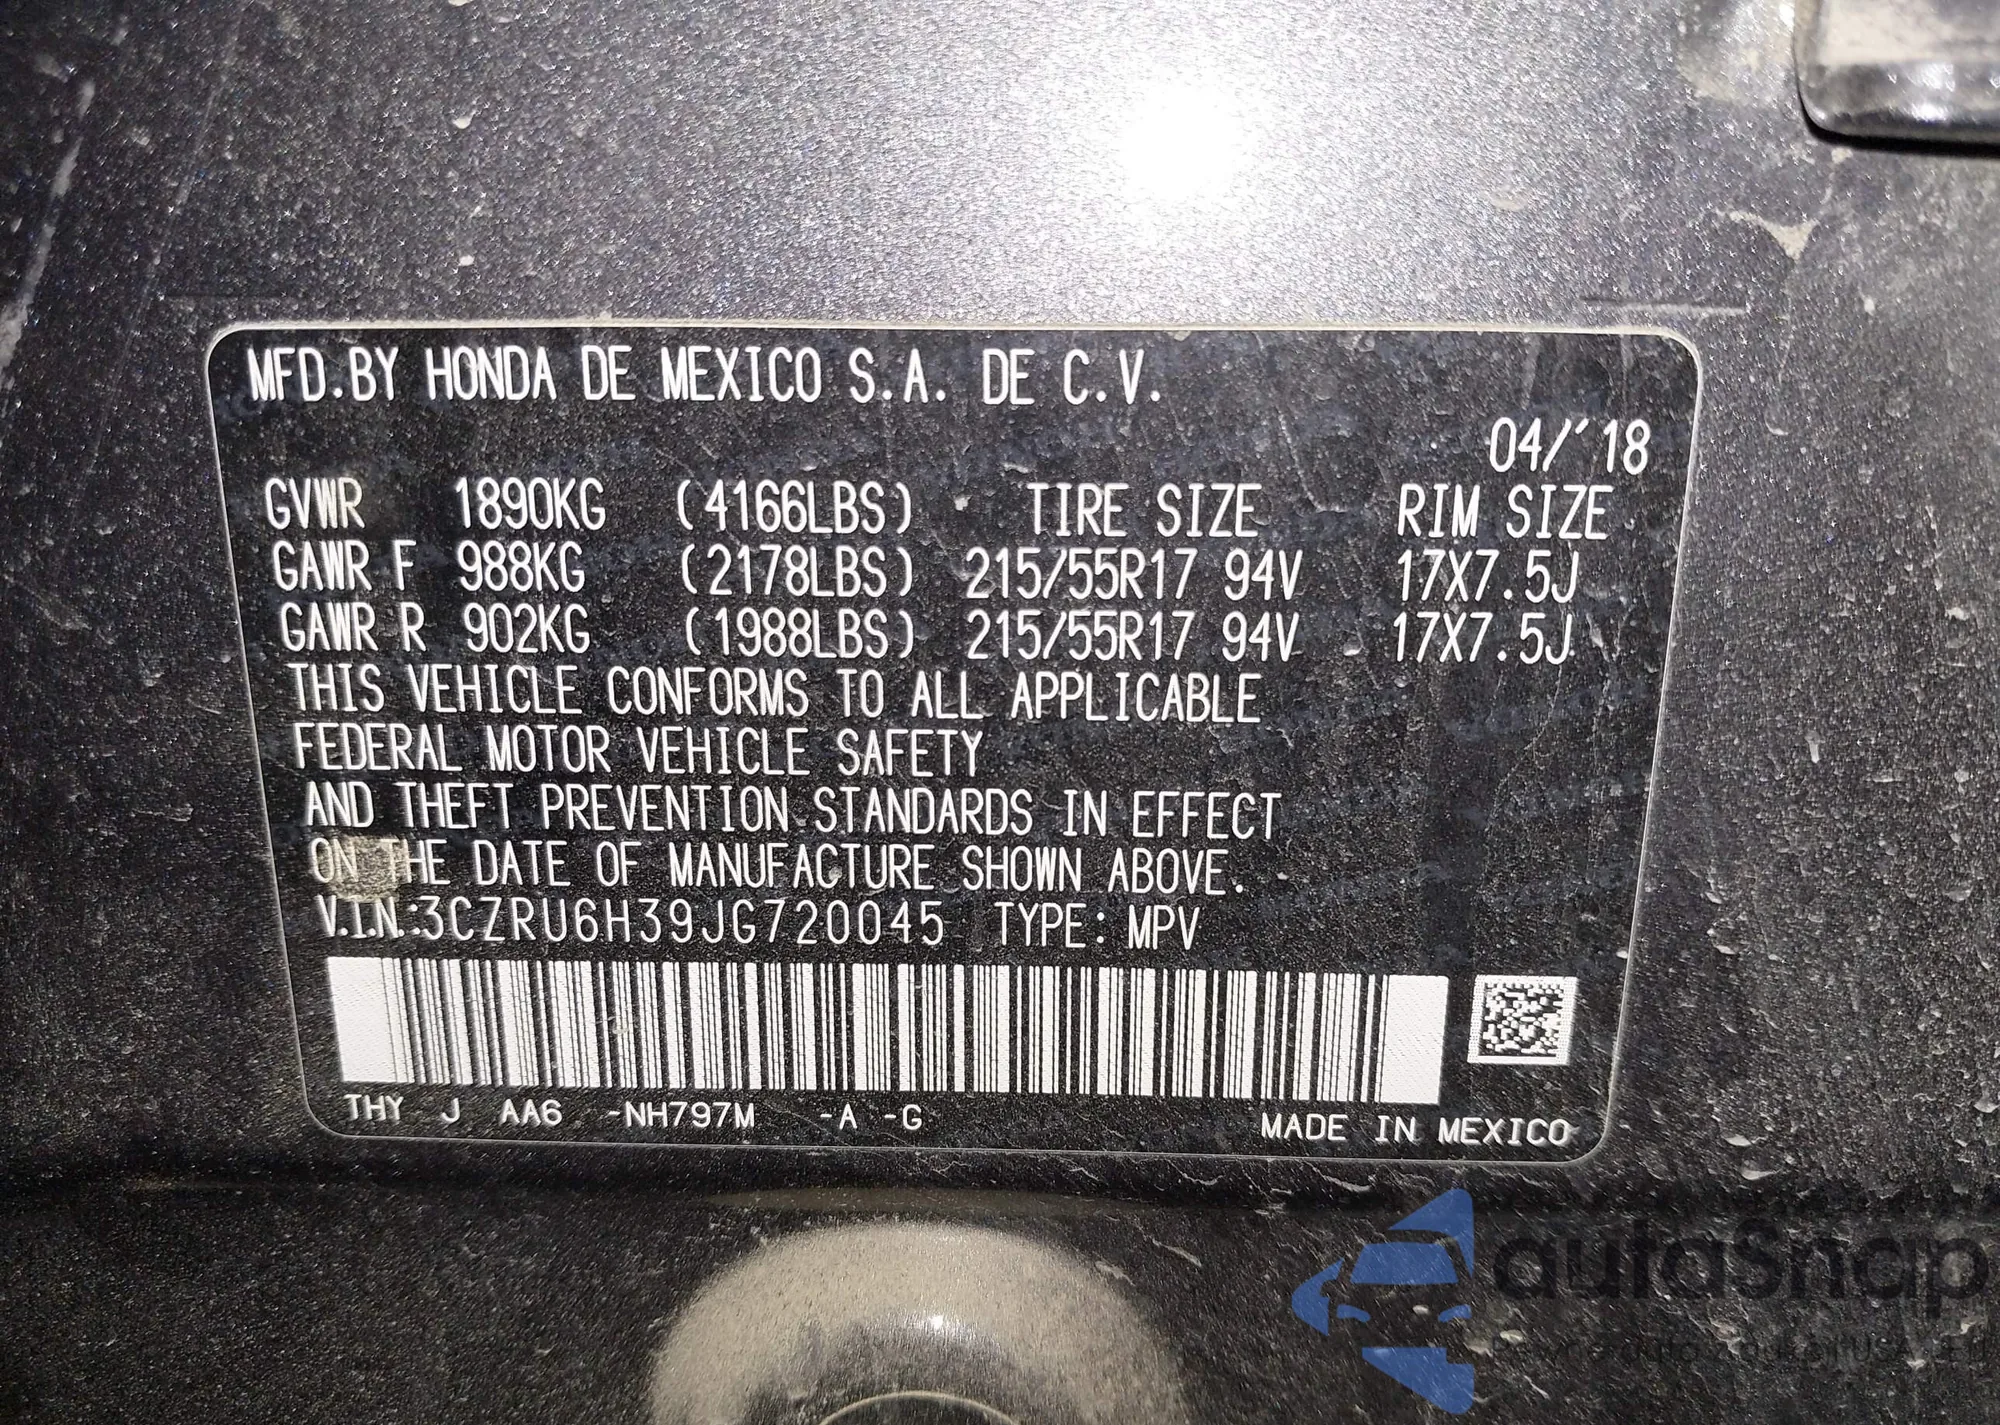 MFD.BY HONDA DE MEXICO S.A. DE C.V.
04/'18
GVWR 1890KG (4166LBS) TIRE SIZE RIM SIZE
GAWR F 988KG (2178LBS) 215/55R17 94V 17X7.5J
GAWR R 902KG (1988LBS) 215/55R17 94V 17X7.5J
THIS VEHICLE CONFORMS TO ALL APPLICABLE
FEDERAL MOTOR VEHICLE SAFETY
AND THEFT PREVENTION STANDARDS IN EFFECT
ON THE DATE OF MANUFACTURE SHOWN ABOVE.
V.I.N.:3CZRU6H39JG720045 TYPE: MPV
THY J AA6 -NH797M -A -G
MADE IN MEXICO
autaSnap